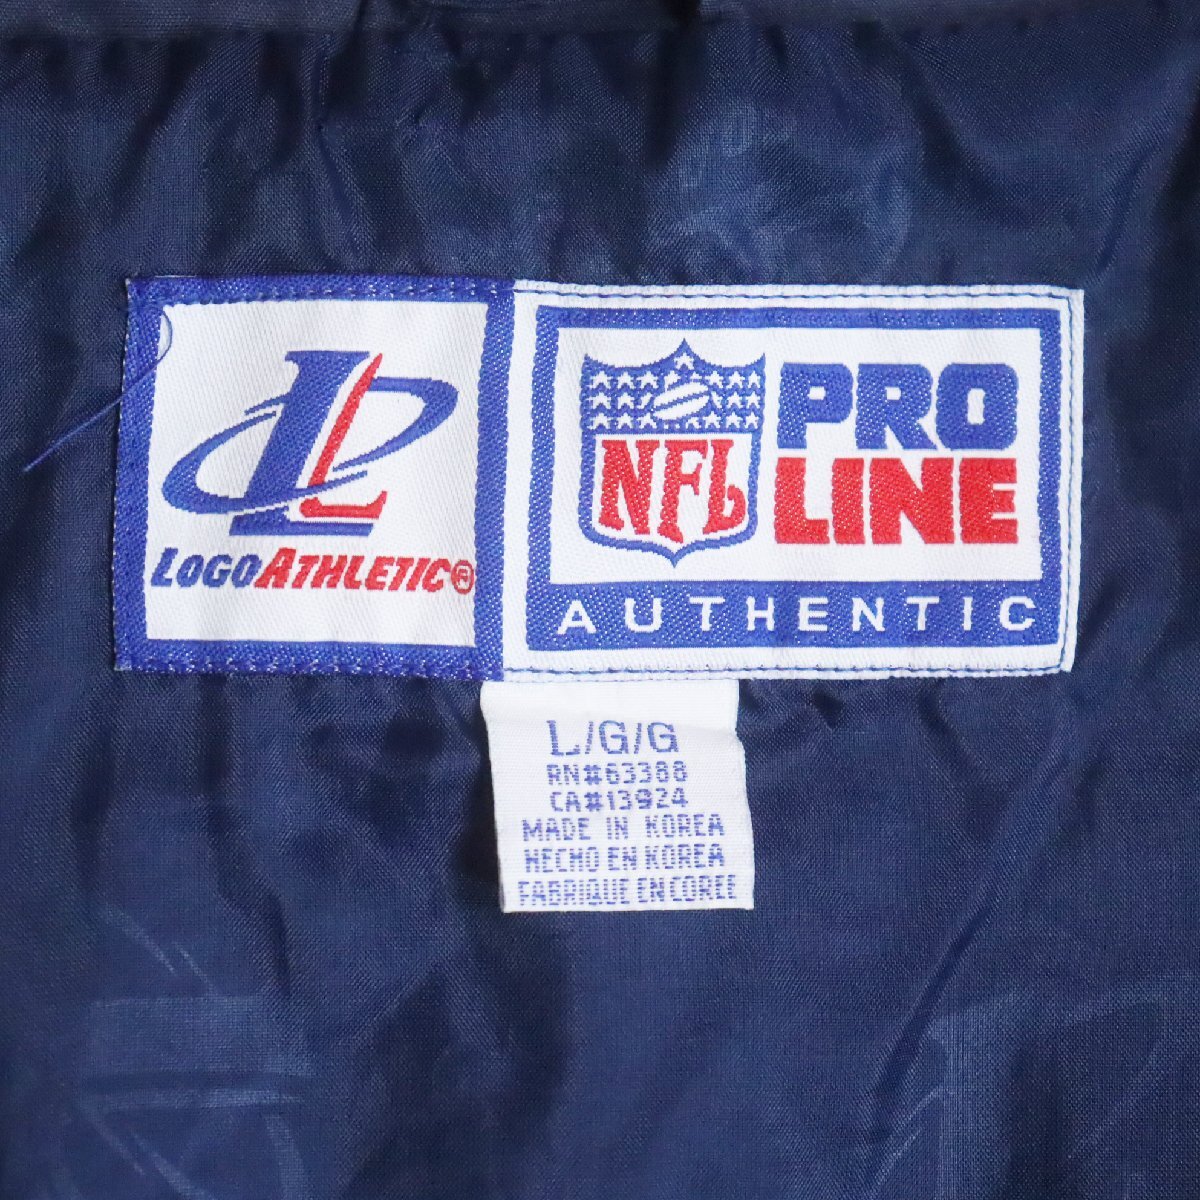 LOGOATHLETIC®
NFL
PRO
LINE
AUTHENTIC
L/G/G
RN#63388
CA#13924
MADE IN KOREA
HECHO EN KOREA
FABRIQUE EN COREE